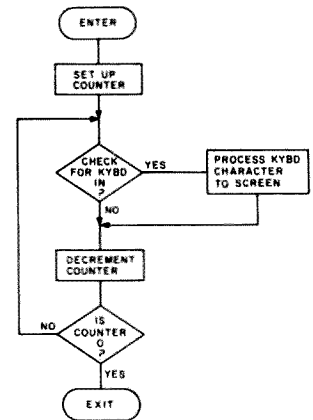 ENTER
SET UP
COUNTER
CHECK
FOR KYBD
IN
?
YES
PROCESS KYBD
CHARACTER
TO SCREEN
NO
DECREMENT
COUNTER
IS
COUNTER
0
?
NO
YES
EXIT